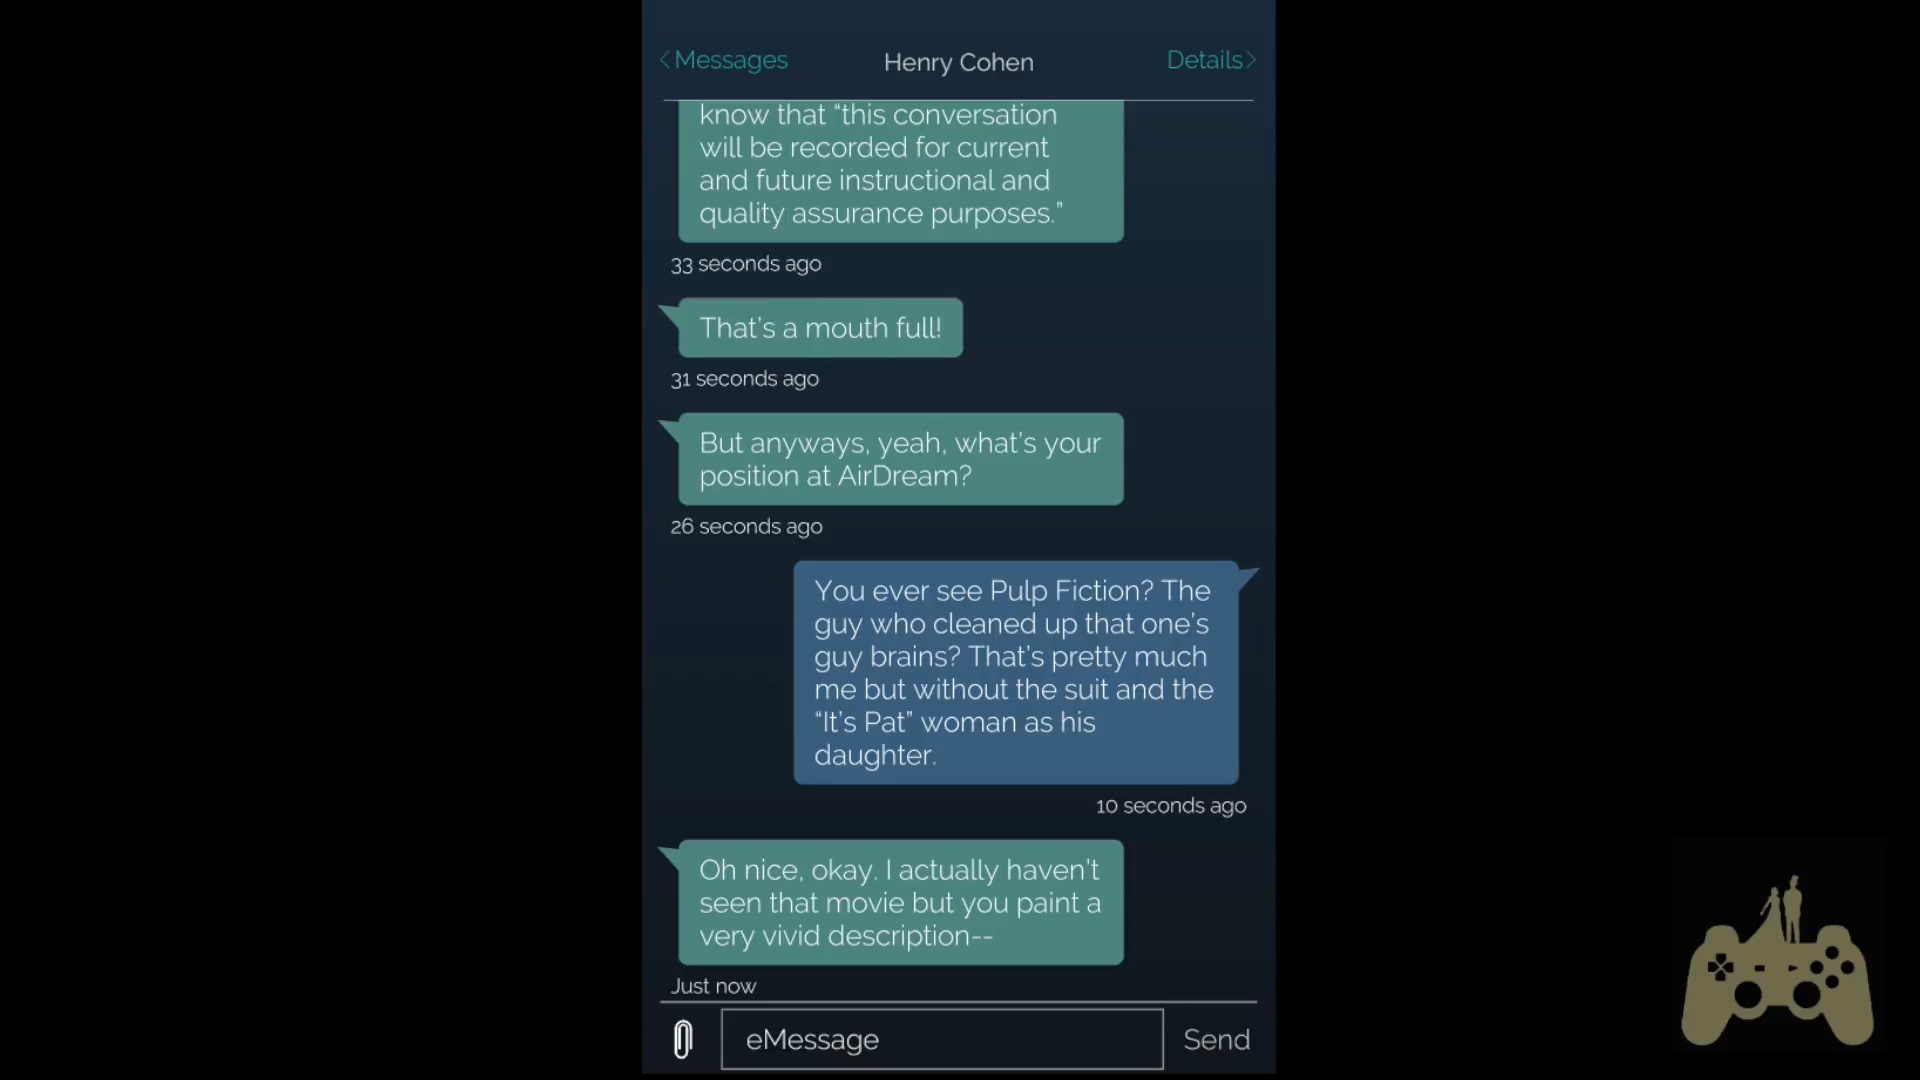 Messages
Henry Cohen
Details
know that “this conversation
will be recorded for current
and future instructional and
quality assurance purposes.”
33 seconds ago
That’s a mouth full!
31 seconds ago
But anyways, yeah, what’s your
position at AirDream?
26 seconds ago
You ever see Pulp Fiction? The
guy who cleaned up that one’s
guy brains? That’s pretty much
me but without the suit and the
“It’s Pat” woman as his
daughter.
10 seconds ago
Oh nice, okay. I actually haven’t
seen that movie but you paint a
very vivid description--
Just now
eMessage
Send